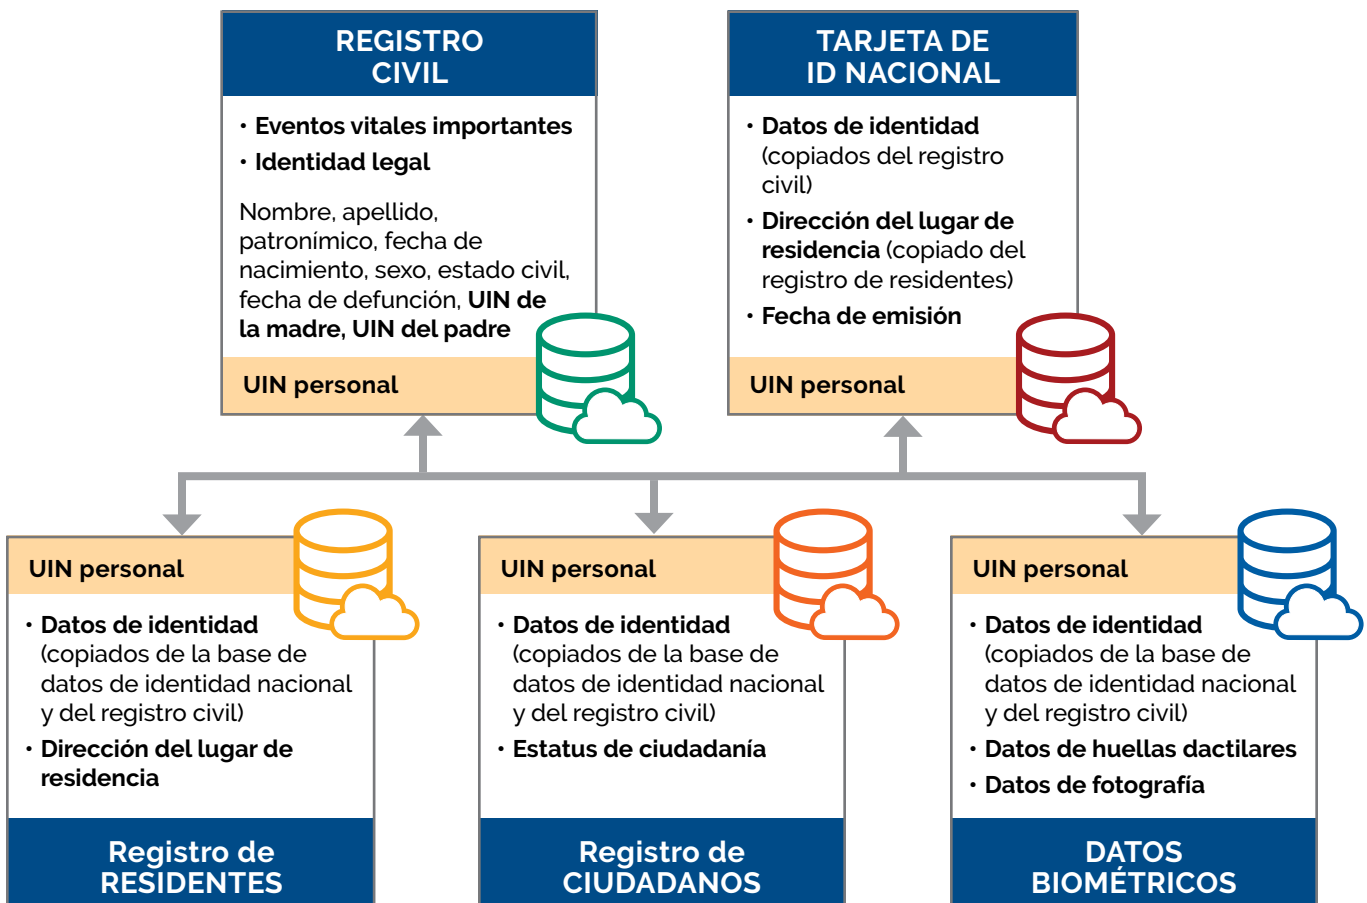 REGISTRO
CIVIL
• Eventos vitales importantes
• Identidad legal
Nombre, apellido,
patronímico, fecha de
nacimiento, sexo, estado civil,
fecha de defunción, UIN de
la madre, UIN del padre
UIN personal
TARJETA DE
ID NACIONAL
• Datos de identidad
(copiados del registro
civil)
• Dirección del lugar de
residencia (copiado del
registro de residentes)
• Fecha de emisión
UIN personal
UIN personal
• Datos de identidad
(copiados de la base de
datos de identidad nacional
y del registro civil)
• Dirección del lugar de
residencia
Registro de
RESIDENTES
UIN personal
• Datos de identidad
(copiados de la base de
datos de identidad nacional
y del registro civil)
• Estatus de ciudadanía
Registro de
CIUDADANOS
UIN personal
• Datos de identidad
(copiados de la base de
datos de identidad nacional
y del registro civil)
• Datos de huellas dactilares
• Datos de fotografía
DATOS
BIOMÉTRICOS